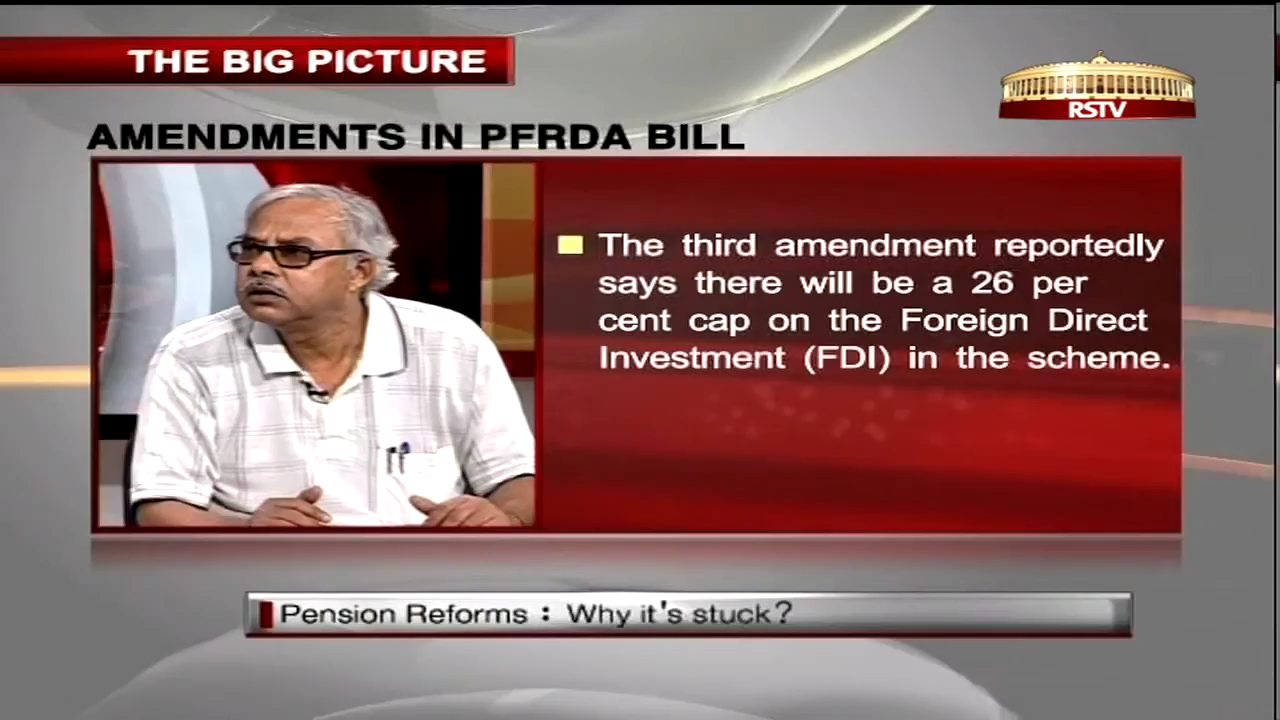 THE BIG PICTURE
RSTV
AMENDMENTS IN PFRDA BILL
The third amendment reportedly
says there will be a 26 per
cent cap on the Foreign Direct
Investment (FDI) in the scheme.
Pension Reforms : Why it's stuck?